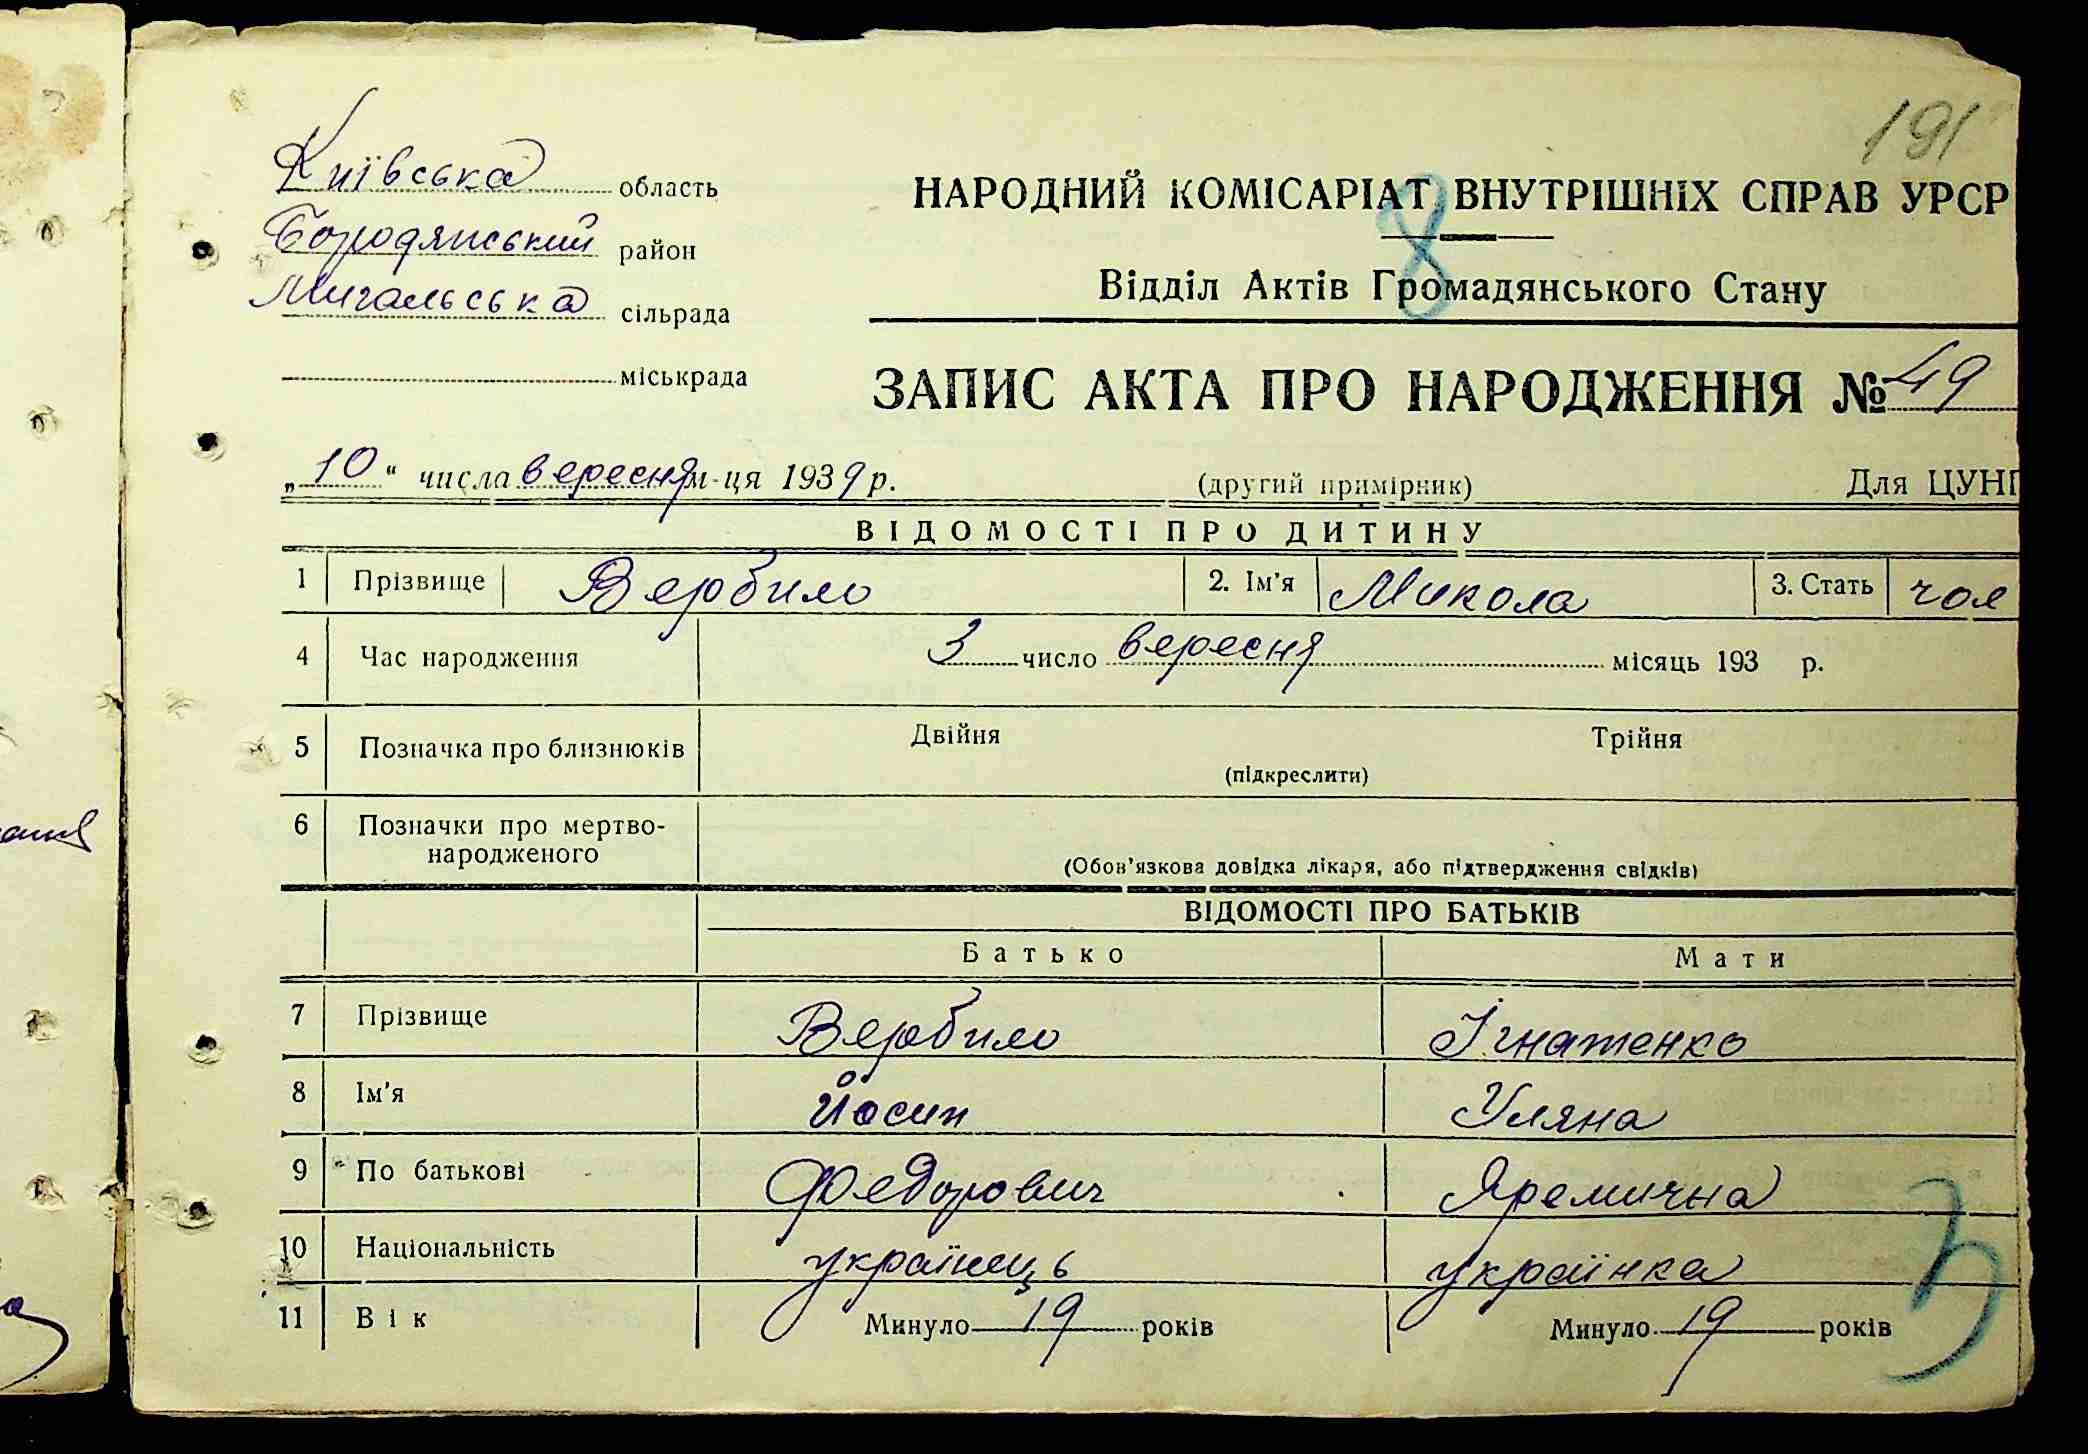 191
Київська область
Бородянський район
Мигальська сільрада
міськрада
НАРОДНИЙ КОМІСАРІАТ ВНУТРІШНІХ СПРАВ УРСР
8
Відділ Актів Громадянського Стану
ЗАПИС АКТА ПРО НАРОДЖЕННЯ № 49
„10“ числа вересня м-ця 1939 р. (другий примірник) Для ЦУНГ
ВІДОМОСТІ ПРО ДИТИНУ
1 Прізвище Вербило 2. Ім’я Микола 3. Стать чол
4 Час народження 3 число вересня місяць 193 р.
5 Позначка про близнюків Двійня Трійня
(підкреслити)
6 Позначки про мертво-
народженого
(Обов’язкова довідка лікаря, або підтвердження свідків)
ВІДОМОСТІ ПРО БАТЬКІВ
Батько Мати
7 Прізвище Вербило Ігнатенко
8 Ім’я Йосип Уляна
9 По батькові Федорович Яремична
10 Національність українець українка
11 Вік Минуло 19 років Минуло 19 років